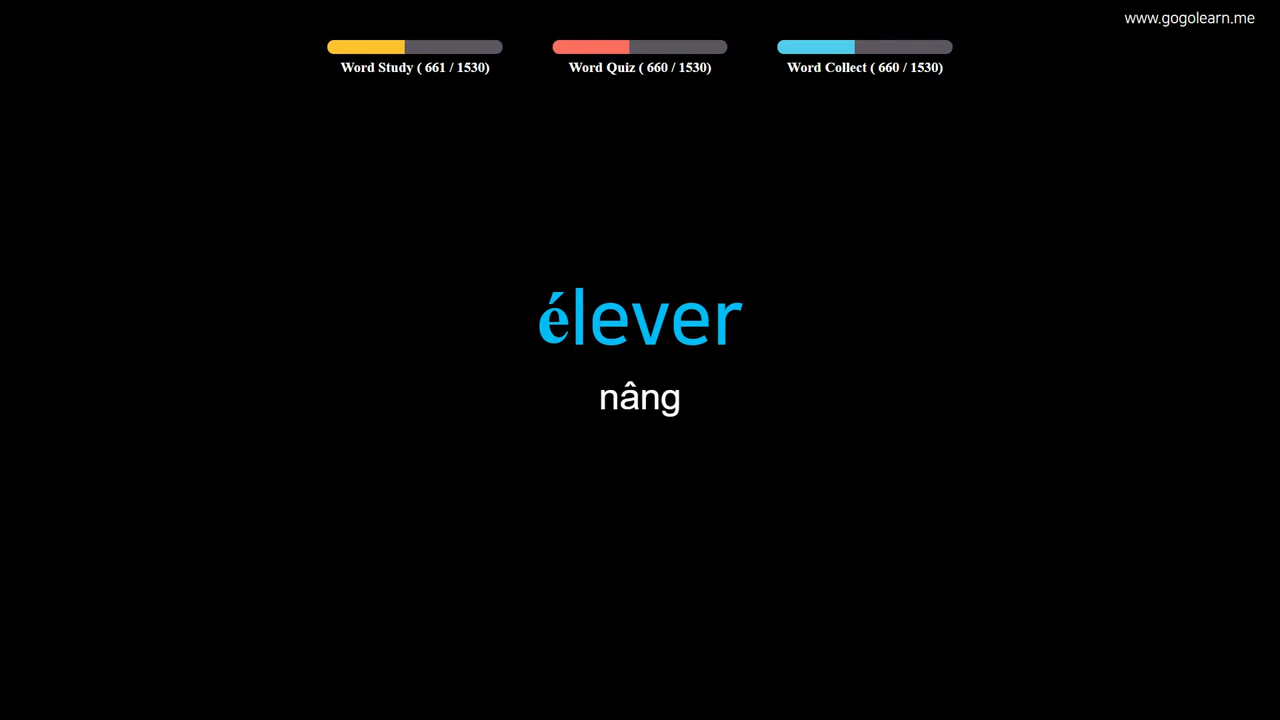 www.gogolearn.me
Word Study ( 661 / 1530)
Word Quiz ( 660 / 1530)
Word Collect ( 660 / 1530)
élever
nâng